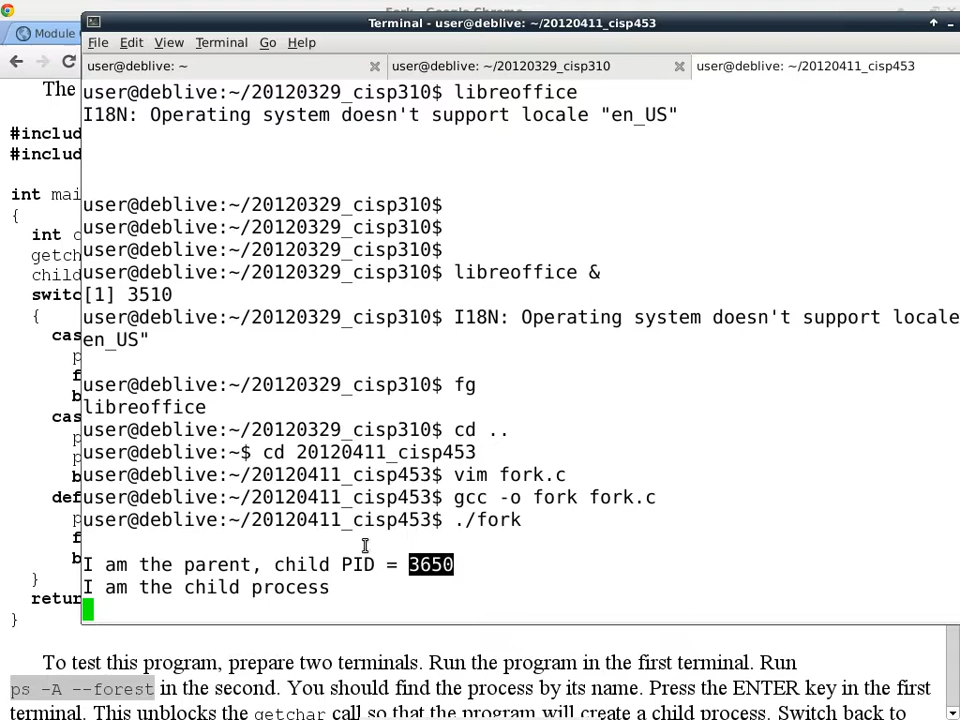 Terminal - user@deblive: ~/20120411_cisp453
Module
File Edit View Terminal Go Help
user@deblive: ~
user@deblive: ~/20120329_cisp310
user@deblive: ~/20120411_cisp453
The
#includ
#includ
int mai
{
int c
getch
child
switc
{
cas
p
f
b
cas
p
p
b
def
p
f
b
}
retur
}
user@deblive:~/20120329_cisp310$ libreoffice
I18N: Operating system doesn't support locale "en_US"
user@deblive:~/20120329_cisp310$
user@deblive:~/20120329_cisp310$
user@deblive:~/20120329_cisp310$
user@deblive:~/20120329_cisp310$ libreoffice &
[1] 3510
user@deblive:~/20120329_cisp310$ I18N: Operating system doesn't support locale
en_US"
user@deblive:~/20120329_cisp310$ fg
libreoffice
user@deblive:~/20120329_cisp310$ cd ..
user@deblive:~$ cd 20120411_cisp453
user@deblive:~/20120411_cisp453$ vim fork.c
user@deblive:~/20120411_cisp453$ gcc -o fork fork.c
user@deblive:~/20120411_cisp453$ ./fork
I am the parent, child PID = 3650
I am the child process
To test this program, prepare two terminals. Run the program in the first terminal. Run
ps -A --forest in the second. You should find the process by its name. Press the ENTER key in the first
terminal. This unblocks the getchar call so that the program will create a child process. Switch back to